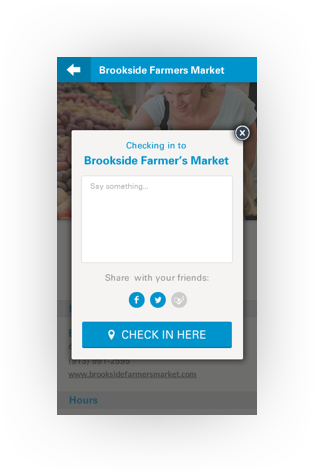 Brookside Farmers Market
X
Checking in to
Brookside Farmer's Market
Say something...
Share with your friends:
f
CHECK IN HERE
www.brooksidefarmersmarket.com
Hours